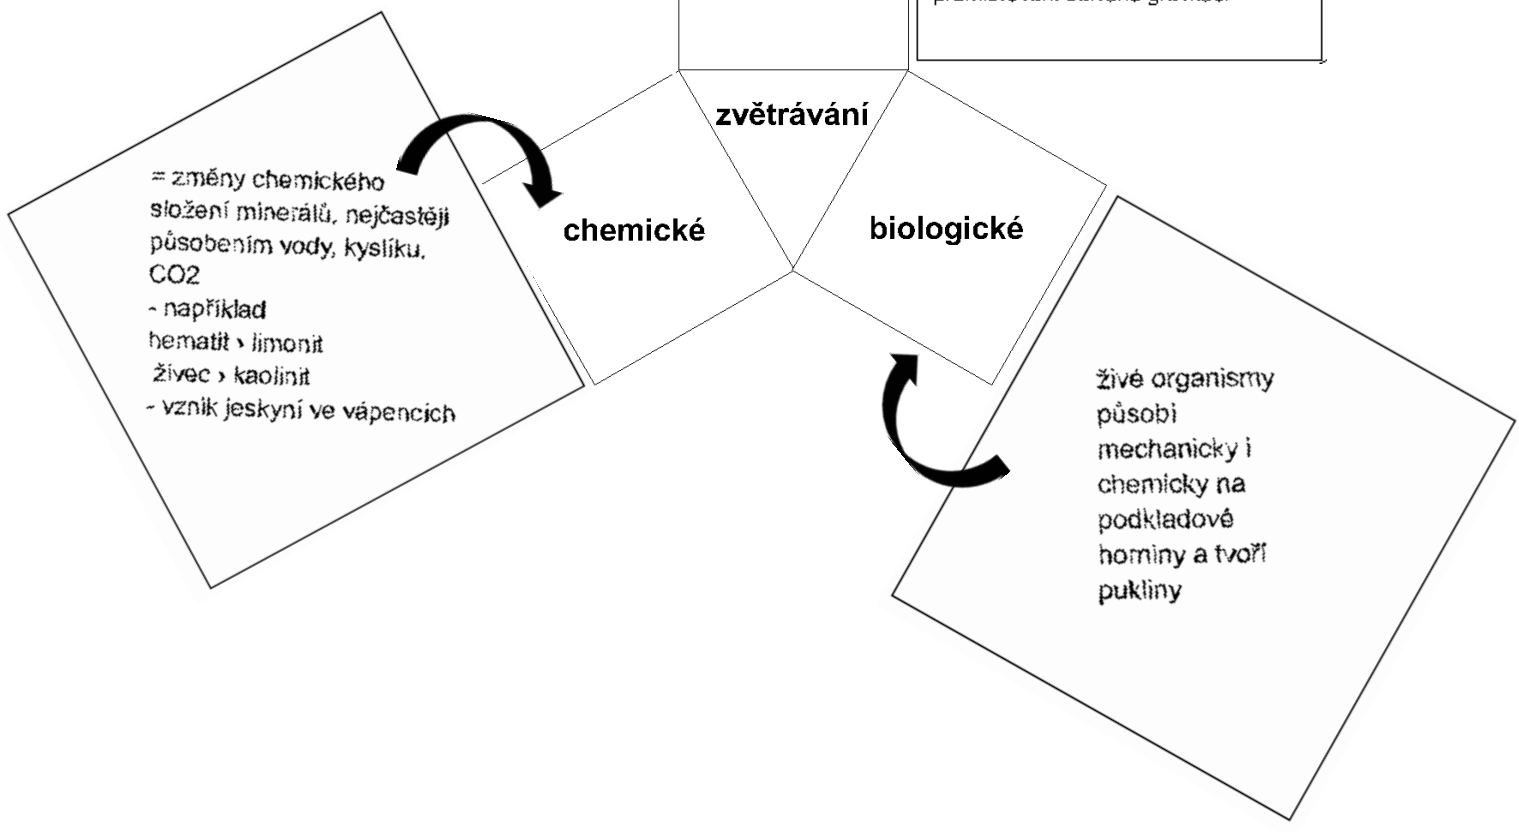 zvětrávání
chemické
biologické
= změny chemického
složení minerálů, nejčastěji
působením vody, kyslíku,
CO2
- například
hematit › limonit
živec › kaolinit
- vznik jeskyní ve vápencích
živé organismy
působí
mechanicky i
chemicky na
podkladové
horniny a tvoří
pukliny